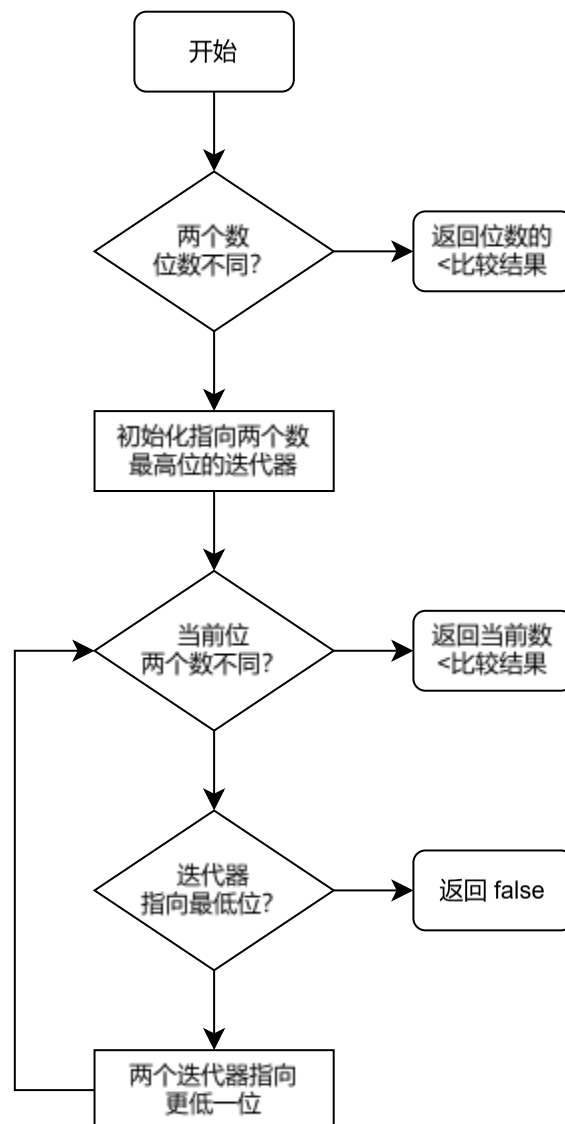 开始
两个数
位数不同?
返回位数的
<比较结果
初始化指向两个数
最高位的迭代器
当前位
两个数不同?
返回当前数
<比较结果
迭代器
指向最低位?
返回 false
两个迭代器指向
更低一位